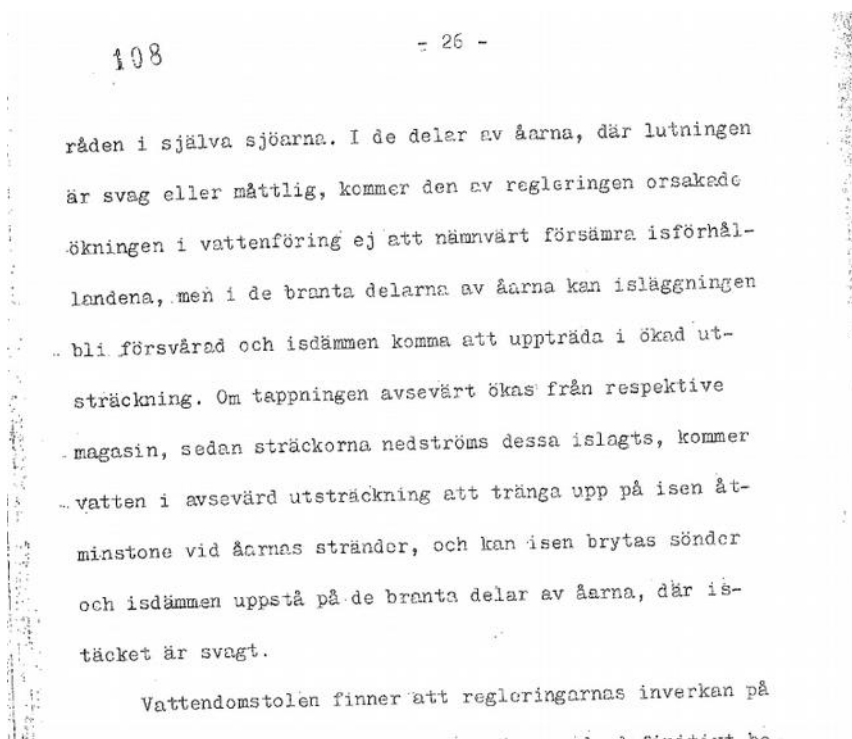 108
- 26 -
råden i själva sjöarna. I de delar av åarna, där lutningen
är svag eller måttlig, kommer den av regleringen orsakade
ökningen i vattenföring ej att nämnvärt försämra isförhål-
landena, men i de branta delarna av åarna kan isläggningen
bli försvårad och isdämmen komma att uppträda i ökad ut-
sträckning. Om tappningen avsevärt ökas från respektive
magasin, sedan sträckorna nedströms dessa islagts, kommer
vatten i avsevärd utsträckning att tränga upp på isen åt-
minstone vid åarnas stränder, och kan isen brytas sönder
och isdämmen uppstå på de branta delar av åarna, där is-
täcket är svagt.
Vattendomstolen finner att regleringarnas inverkan på